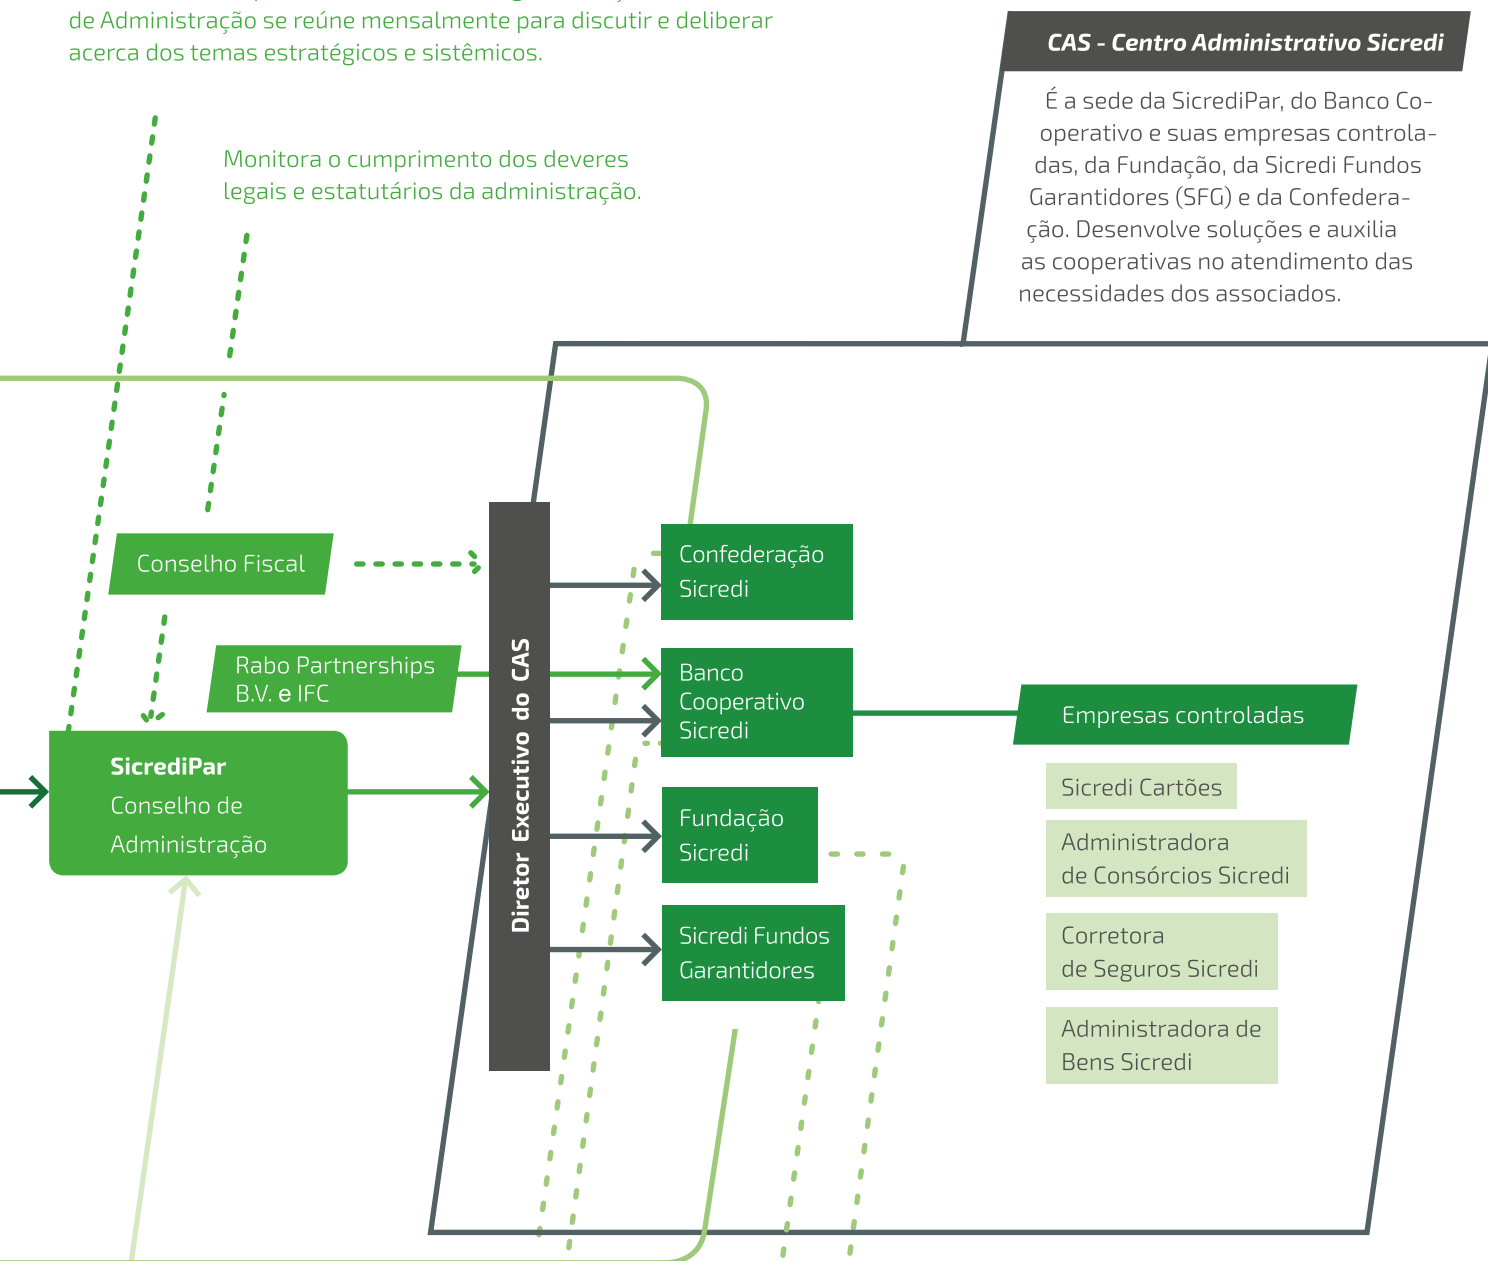 de Administração se reúne mensalmente para discutir e deliberar
acerca dos temas estratégicos e sistêmicos.
Monitora o cumprimento dos deveres
legais e estatutários da administração.
CAS - Centro Administrativo Sicredi
É a sede da SicrediPar, do Banco Co-
operativo e suas empresas controla-
das, da Fundação, da Sicredi Fundos
Garantidores (SFG) e da Confedera-
ção. Desenvolve soluções e auxilia
as cooperativas no atendimento das
necessidades dos associados.
Conselho Fiscal
Rabo Partnerships
B.V. e IFC
SicrediPar
Conselho de
Administração
Diretor Executivo do CAS
Confederação
Sicredi
Banco
Cooperativo
Sicredi
Fundação
Sicredi
Sicredi Fundos
Garantidores
Empresas controladas
Sicredi Cartões
Administradora
de Consórcios Sicredi
Corretora
de Seguros Sicredi
Administradora de
Bens Sicredi